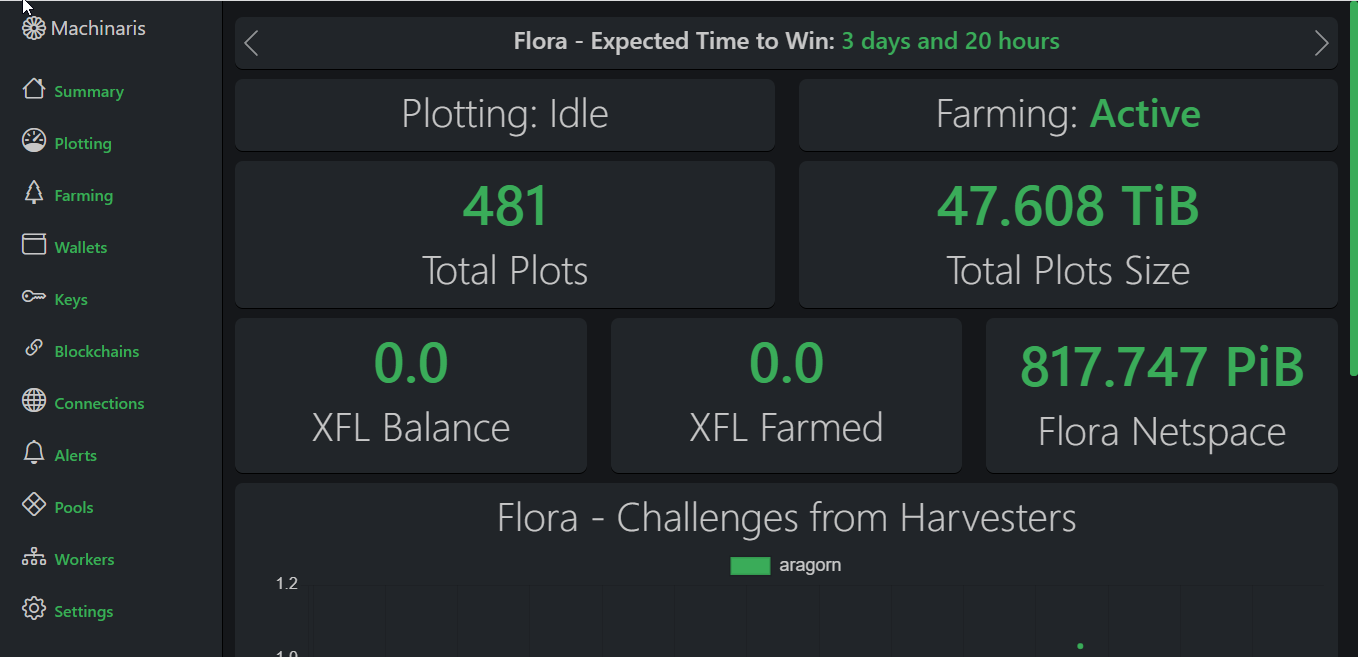 Machinaris
Summary
Plotting
Farming
Wallets
Keys
Blockchains
Connections
Alerts
Pools
Workers
Settings
Flora - Expected Time to Win: 3 days and 20 hours
Plotting: Idle
Farming: Active
481
Total Plots
47.608 TiB
Total Plots Size
0.0
XFL Balance
0.0
XFL Farmed
817.747 PiB
Flora Netspace
Flora - Challenges from Harvesters
aragorn
1.2